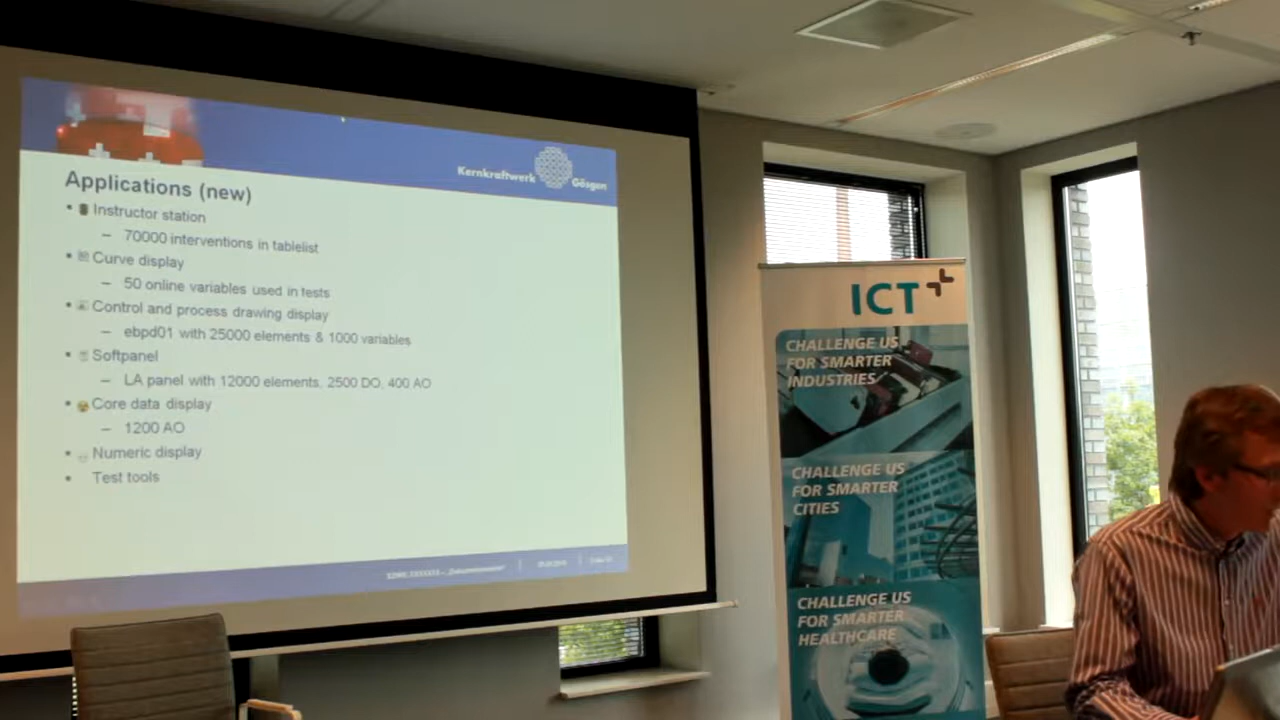 Kernkraftwerk Gösgen
Applications (new)
• Instructor station
– 70000 interventions in tablelist
• Curve display
– 50 online variables used in tests
• Control and process drawing display
– ebpd01 with 25000 elements & 1000 variables
• Softpanel
– LA panel with 12000 elements, 2500 DO, 400 AO
• Core data display
– 1200 AO
• Numeric display
• Test tools
ICT
CHALLENGE US
FOR SMARTER
INDUSTRIES
CHALLENGE US
FOR SMARTER
CITIES
CHALLENGE US
FOR SMARTER
HEALTHCARE